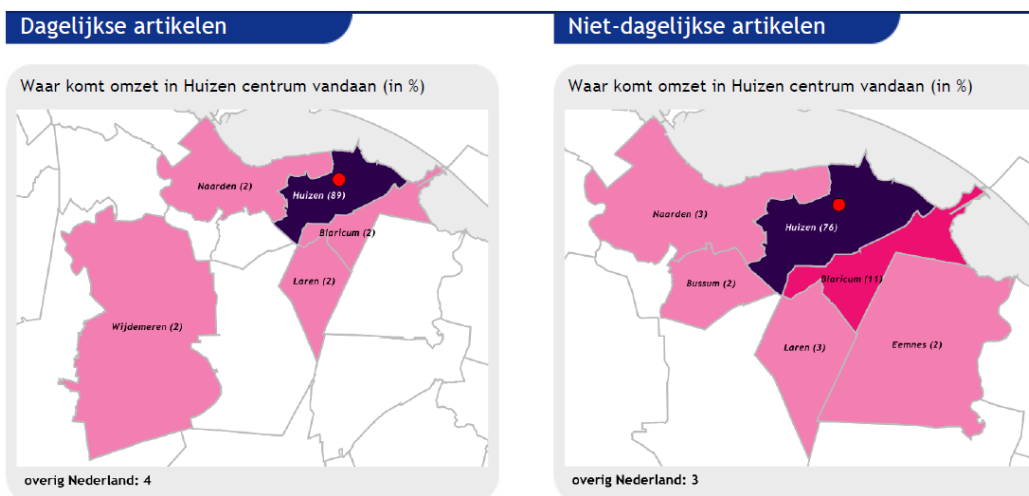 Dagelijkse artikelen
Waar komt omzet in Huizen centrum vandaan (in %)
Naarden (2)
Huizen (89)
Blaricum (2)
Laren (2)
Wijdemeren (2)
overig Nederland: 4
Niet-dagelijkse artikelen
Waar komt omzet in Huizen centrum vandaan (in %)
Naarden (3)
Huizen (76)
Bussum (2)
Blaricum (11)
Laren (3)
Eemnes (2)
overig Nederland: 3